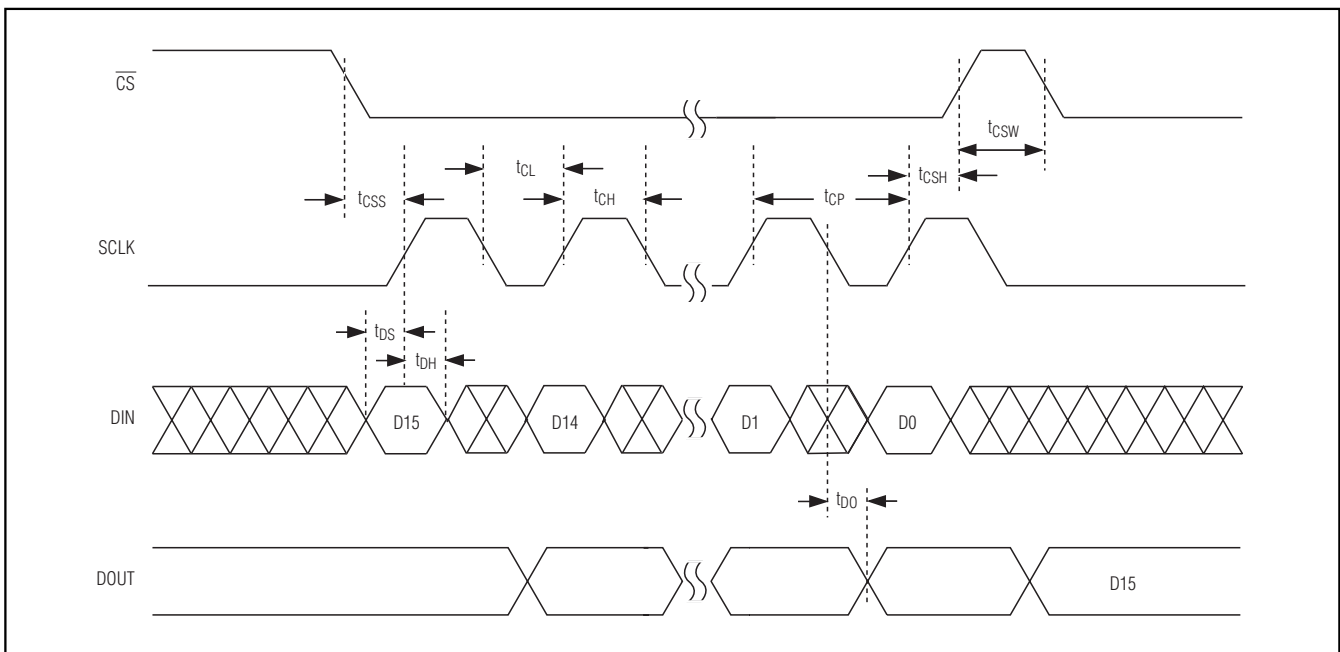 CS
tCSW
tCL
tCSH
tCSS
tCH
tCP
SCLK
tDS
tDH
DIN
D15
D14
D1
D0
tDO
DOUT
D15